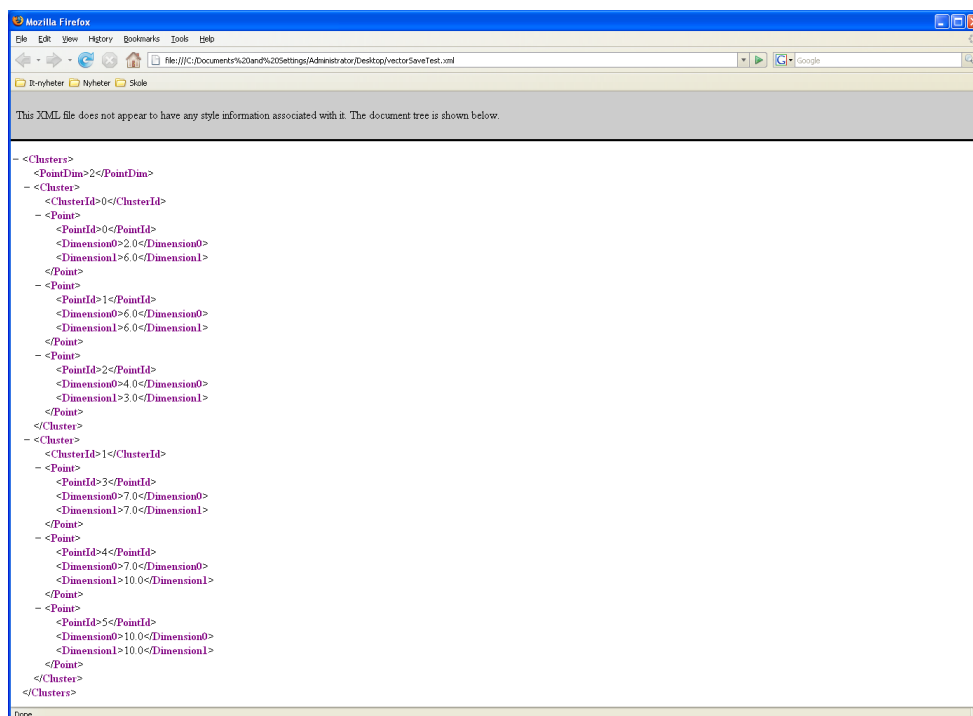 Mozilla Firefox
File Edit View History Bookmarks Tools Help
file:///C:/Documents%20and%20Settings/Administrator/Desktop/vectorSaveTest.xml
G Google
It-nyheter Nyheter Skole
This XML file does not appear to have any style information associated with it. The document tree is shown below.
− <Clusters>
<PointDim>2</PointDim>
− <Cluster>
<ClusterId>0</ClusterId>
− <Point>
<PointId>0</PointId>
<Dimension0>2.0</Dimension0>
<Dimension1>6.0</Dimension1>
</Point>
− <Point>
<PointId>1</PointId>
<Dimension0>6.0</Dimension0>
<Dimension1>6.0</Dimension1>
</Point>
− <Point>
<PointId>2</PointId>
<Dimension0>4.0</Dimension0>
<Dimension1>3.0</Dimension1>
</Point>
</Cluster>
− <Cluster>
<ClusterId>1</ClusterId>
− <Point>
<PointId>3</PointId>
<Dimension0>7.0</Dimension0>
<Dimension1>7.0</Dimension1>
</Point>
− <Point>
<PointId>4</PointId>
<Dimension0>7.0</Dimension0>
<Dimension1>10.0</Dimension1>
</Point>
− <Point>
<PointId>5</PointId>
<Dimension0>10.0</Dimension0>
<Dimension1>10.0</Dimension1>
</Point>
</Cluster>
</Clusters>
Done